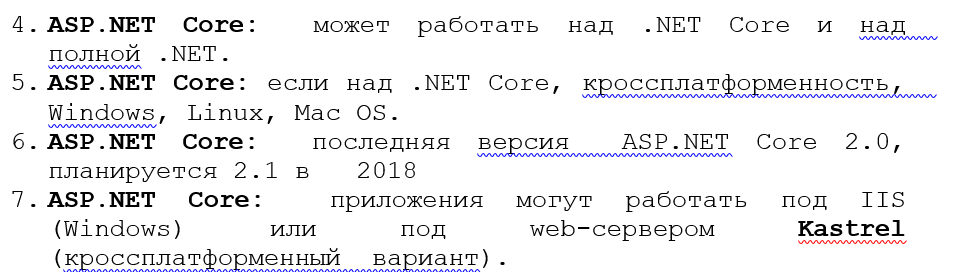 4. ASP.NET Core: может работать над .NET Core и над
полной .NET.
5. ASP.NET Core: если над .NET Core, кроссплатформенность,
Windows, Linux, Mac OS.
6. ASP.NET Core: последняя версия ASP.NET Core 2.0,
планируется 2.1 в 2018
7. ASP.NET Core: приложения могут работать под IIS
(Windows) или под web-сервером Kastrel
(кроссплатформенный вариант).